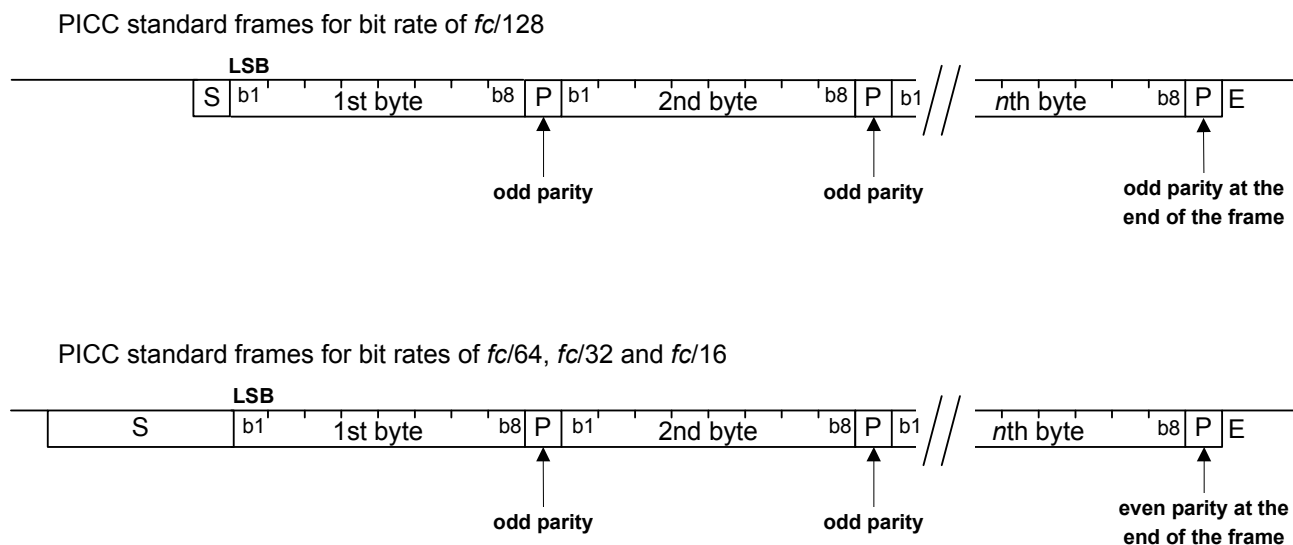 PICC standard frames for bit rate of fc/128
LSB
S b1 1st byte b8 P b1 2nd byte b8 P b1 nth byte b8 P E
odd parity odd parity odd parity at the
end of the frame
PICC standard frames for bit rates of fc/64, fc/32 and fc/16
LSB
S b1 1st byte b8 P b1 2nd byte b8 P b1 nth byte b8 P E
odd parity odd parity even parity at the
end of the frame